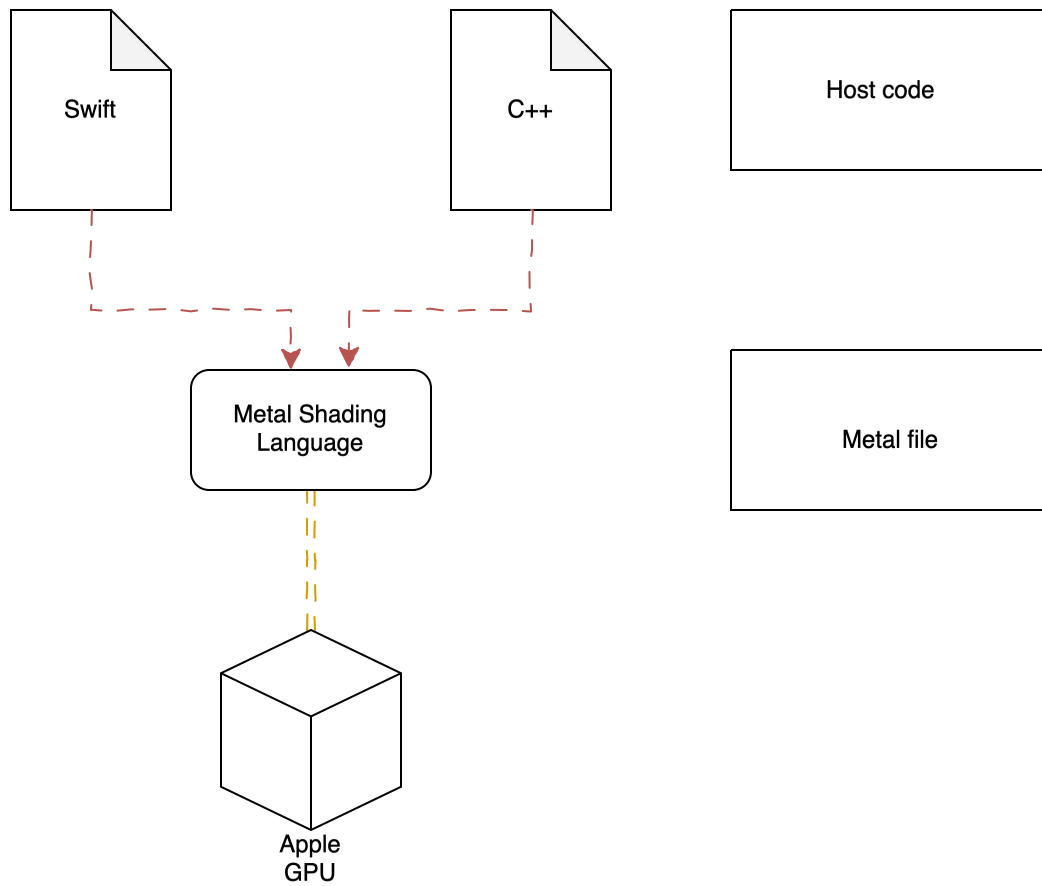 Swift
C++
Host code
Metal Shading
Language
Metal file
Apple
GPU